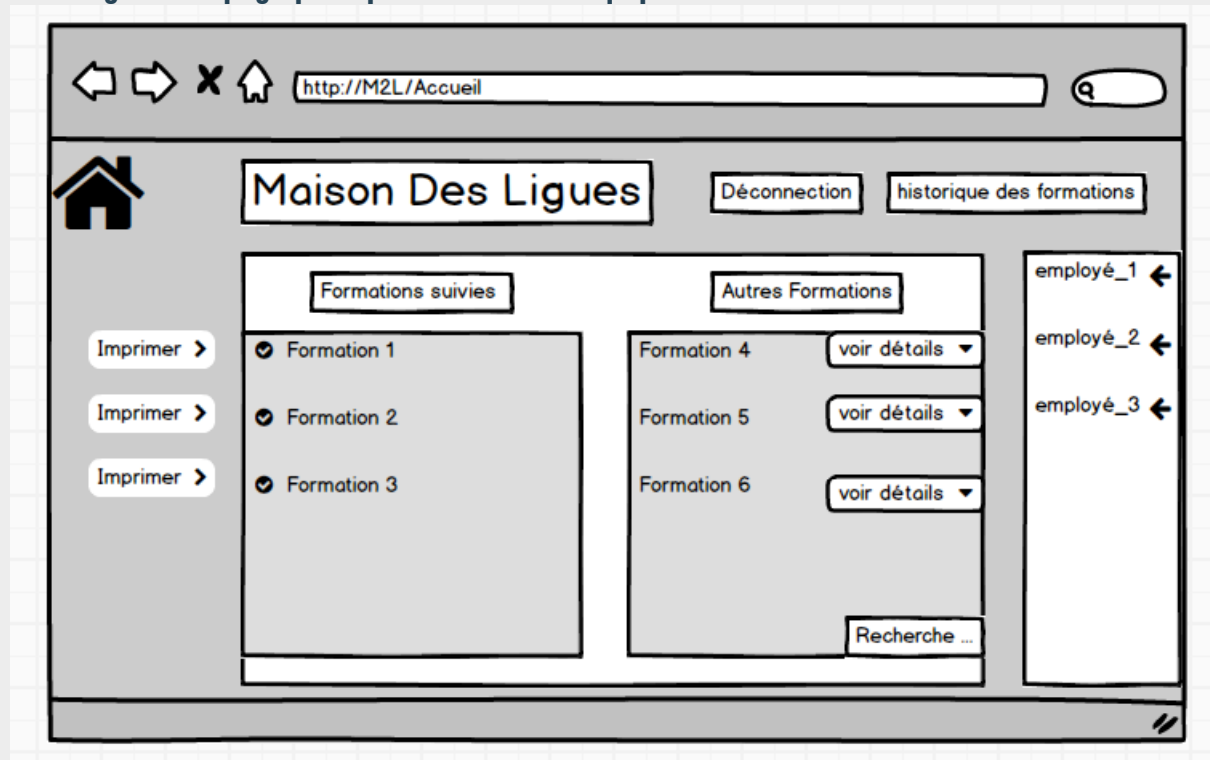 http://M2L/Accueil
Maison Des Ligues
Déconnection
historique des formations
Formations suivies
Autres Formations
employé_1
employé_2
employé_3
Imprimer
Formation 1
Formation 4
voir détails
Imprimer
Formation 2
Formation 5
voir détails
Imprimer
Formation 3
Formation 6
voir détails
Recherche ...